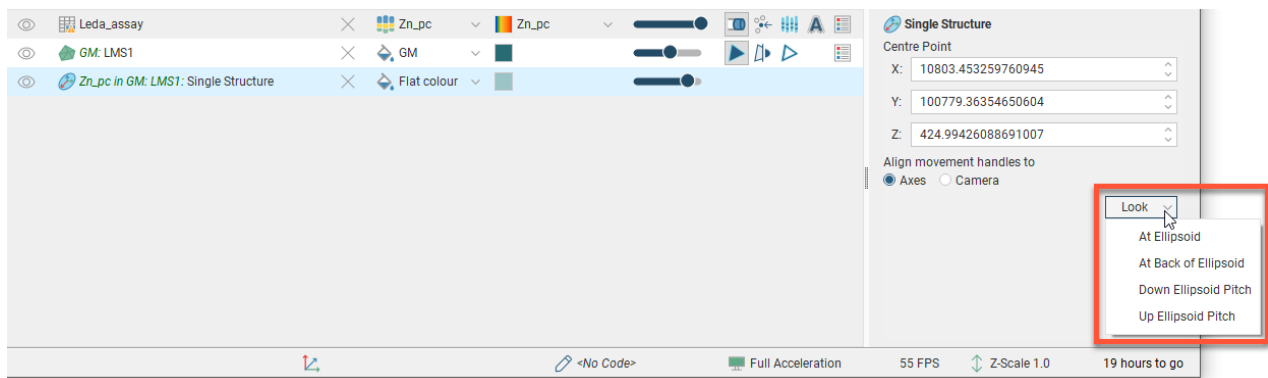 Leda_assay Zn_pc Zn_pc A
GM: LMS1 GM
Zn_pc in GM: LMS1: Single Structure Flat colour
Single Structure
Centre Point
X: 10803.453259760945
Y: 100779.36354650604
Z: 424.99426088691007
Align movement handles to
Axes Camera
Look
At Ellipsoid
At Back of Ellipsoid
Down Ellipsoid Pitch
Up Ellipsoid Pitch
<No Code> Full Acceleration 55 FPS Z-Scale 1.0 19 hours to go